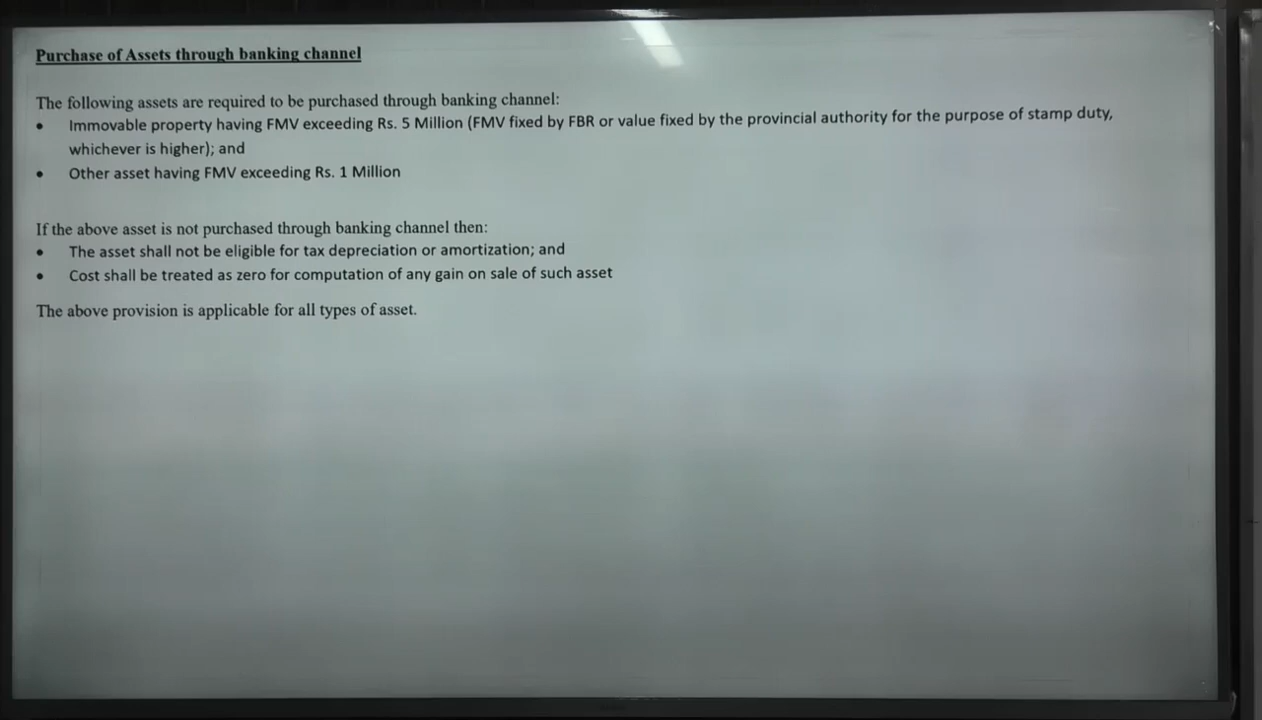 Purchase of Assets through banking channel
The following assets are required to be purchased through banking channel:
• Immovable property having FMV exceeding Rs. 5 Million (FMV fixed by FBR or value fixed by the provincial authority for the purpose of stamp duty,
whichever is higher); and
• Other asset having FMV exceeding Rs. 1 Million
If the above asset is not purchased through banking channel then:
• The asset shall not be eligible for tax depreciation or amortization; and
• Cost shall be treated as zero for computation of any gain on sale of such asset
The above provision is applicable for all types of asset.